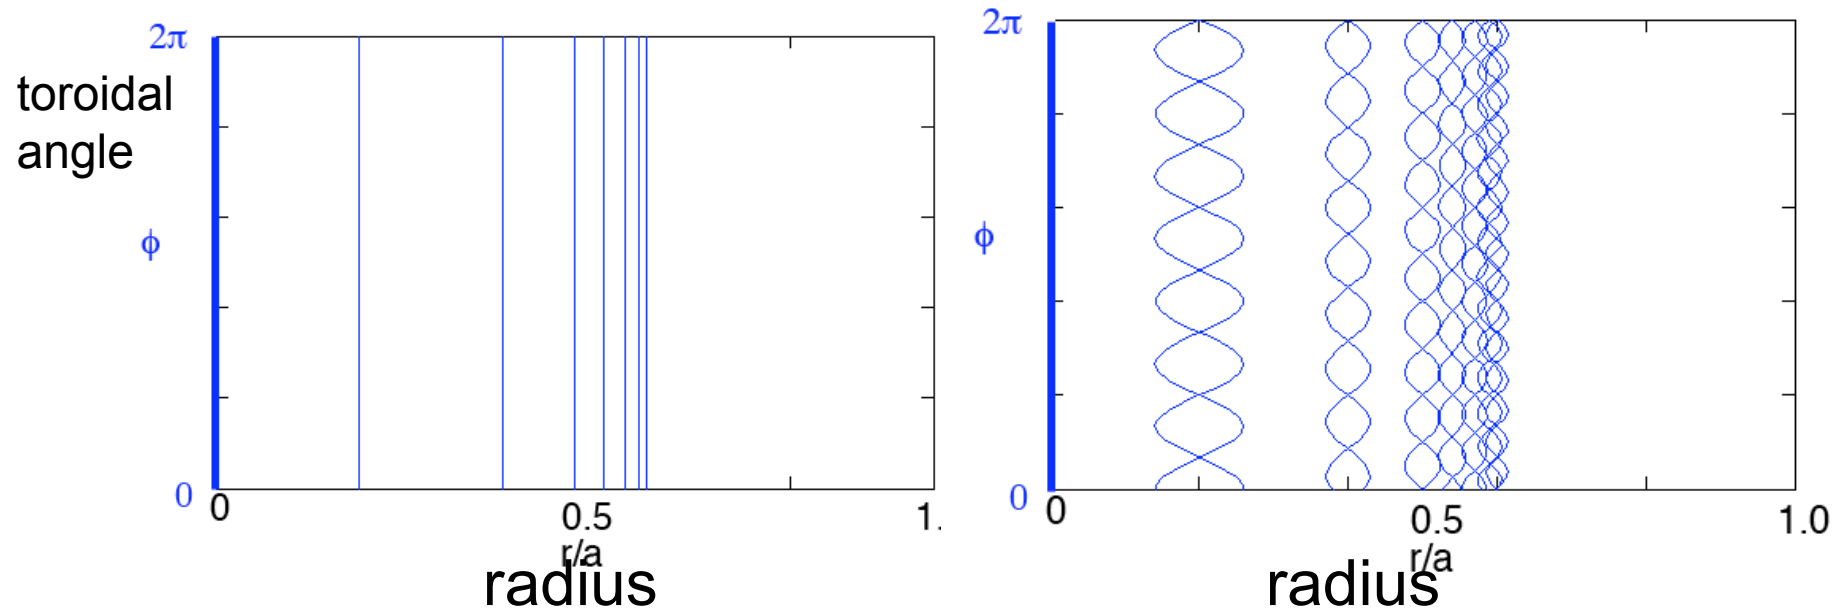 2π
toroidal
angle
ϕ
0
0
0.5
1.
r/a
radius
2π
ϕ
0
0
0.5
1.0
r/a
radius